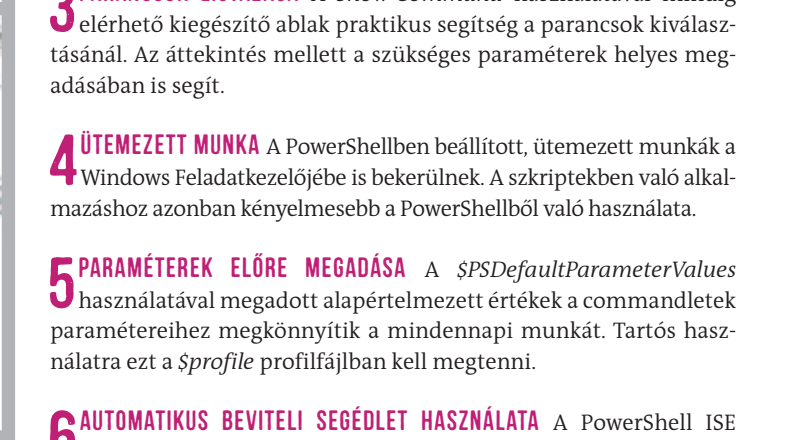 3
elérhető kiegészítő ablak praktikus segítség a parancsok kiválasz-
tásánál. Az áttekintés mellett a szükséges paraméterek helyes meg-
adásában is segít.
4 ÜTEMEZETT MUNKA A PowerShellben beállított, ütemezett munkák a
Windows Feladatkezelőjébe is bekerülnek. A szkriptekben való alkal-
mazáshoz azonban kényelmesebb a PowerShellből való használata.
5 PARAMÉTEREK ELŐRE MEGADÁSA A $PSDefaultParameterValues
használatával megadott alapértelmezett értékek a commandletek
paramétereihez megkönnyítik a mindennapi munkát. Tartós hasz-
nálatra ezt a $profile profilfájlban kell megtenni.
6 AUTOMATIKUS BEVITELI SEGÉDLET HASZNÁLATA A PowerShell ISE